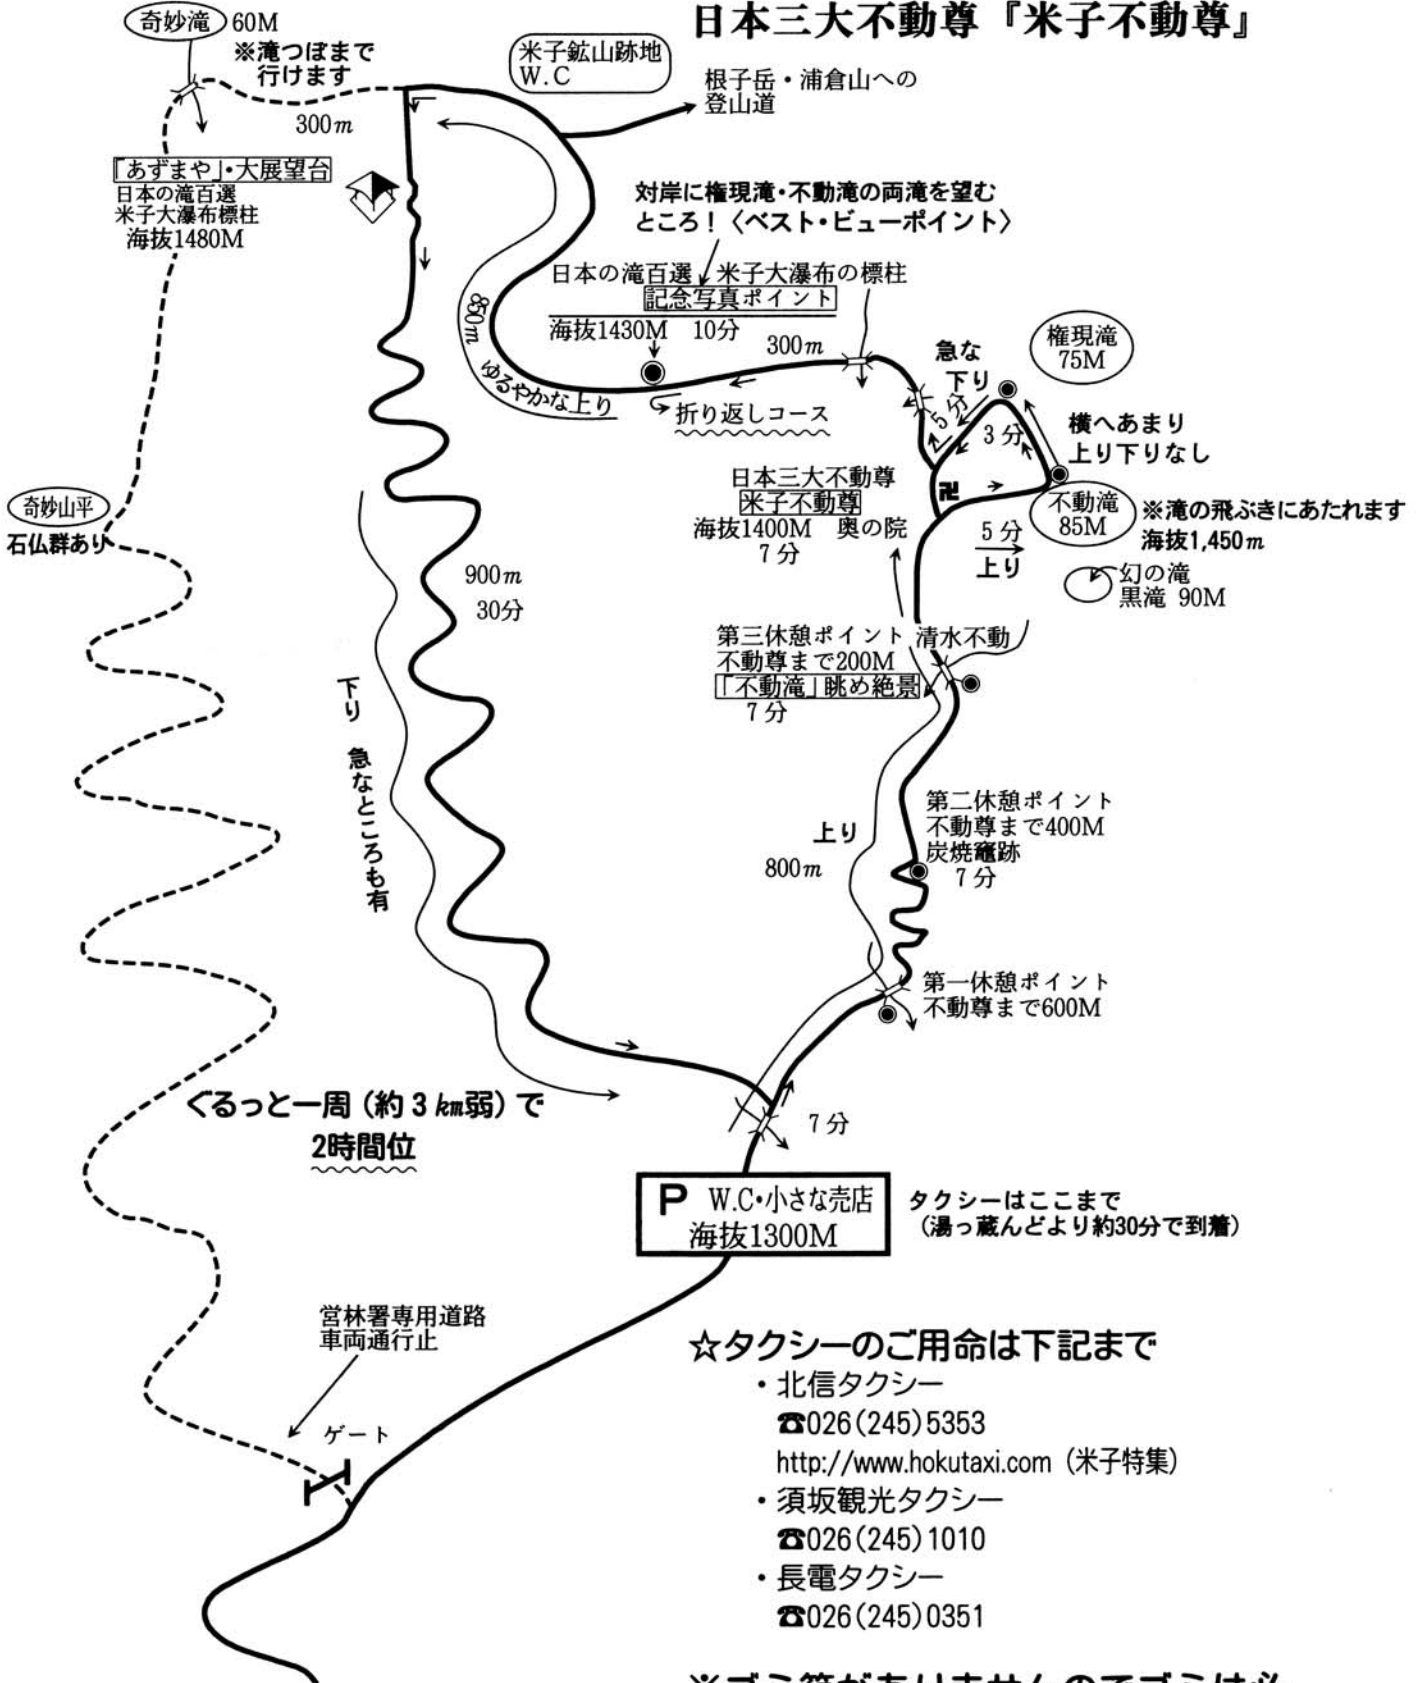 日本三大不動尊『米子不動尊』
奇妙滝 60M
※滝つぼまで
行けます
300m
米子鉱山跡地
W.C
根子岳・浦倉山への
登山道
「あずまや」・大展望台
日本の滝百選
米子大瀑布標柱
海抜1480M
対岸に権現滝・不動滝の両滝を望む
ところ！〈ベスト・ビューポイント〉
日本の滝百選 米子大瀑布の標柱
記念写真ポイント
海抜1430M 10分
300m
850m
ゆるやかな上り
折り返しコース
急な
下り
5分
権現滝
75M
3分
横へあまり
上り下りなし
日本三大不動尊
米子不動尊
海抜1400M 奥の院
7分
卍
不動滝
85M
※滝の飛ぶきにあたれます
海抜1,450m
5分
上り
幻の滝
黒滝 90M
奇妙山平
石仏群あり
900m
30分
下り 急なところも有
第三休憩ポイント 清水不動
不動尊まで200M
「不動滝」眺め絶景
7分
上り
800m
第二休憩ポイント
不動尊まで400M
炭焼竈跡
7分
第一休憩ポイント
不動尊まで600M
ぐるっと一周（約3km弱）で
2時間位
7分
P W.C・小さな売店
海抜1300M
タクシーはここまで
（湯っ蔵んどより約30分で到着）
営林署専用道路
車両通行止
ゲート
☆タクシーのご用命は下記まで
・北信タクシー
☎026(245)5353
http://www.hokutaxi.com（米子特集）
・須坂観光タクシー
☎026(245)1010
・長電タクシー
☎026(245)0351
※ゴミ箱がありませんのでゴミは必